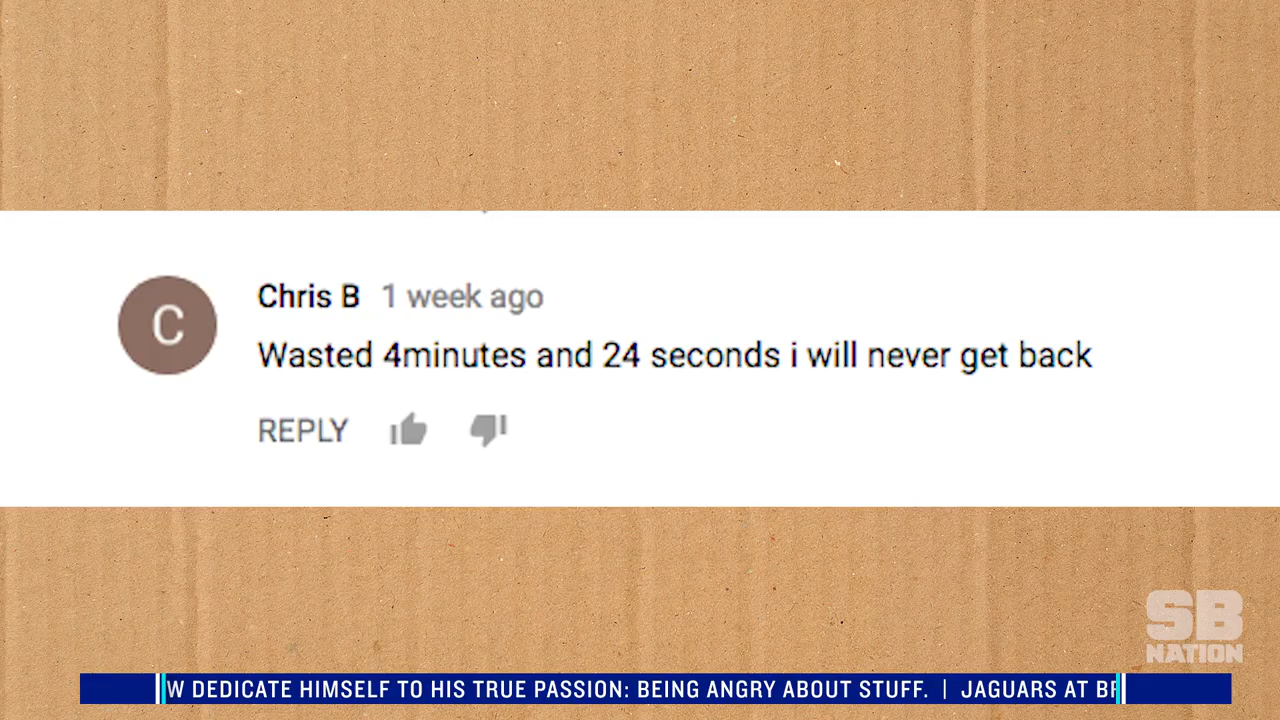 C
Chris B 1 week ago
Wasted 4minutes and 24 seconds i will never get back
REPLY
SB
NATION
W DEDICATE HIMSELF TO HIS TRUE PASSION: BEING ANGRY ABOUT STUFF. | JAGUARS AT